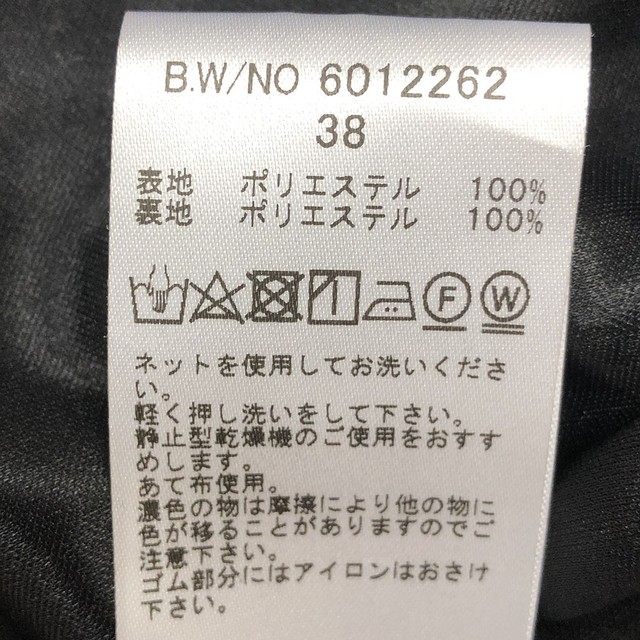 B.W/NO 6012262
38
表地 ポリエステル 100%
裏地 ポリエステル 100%
F W
ネットを使用してお洗いくださ
い。
軽く押し洗いをして下さい。
静止型乾燥機のご使用をおすす
めします。
あて布使用。
濃色の物は摩擦により他の物に
色が移ることがありますのでご
注意下さい。
ゴム部分にはアイロンはおさけ
下さい。